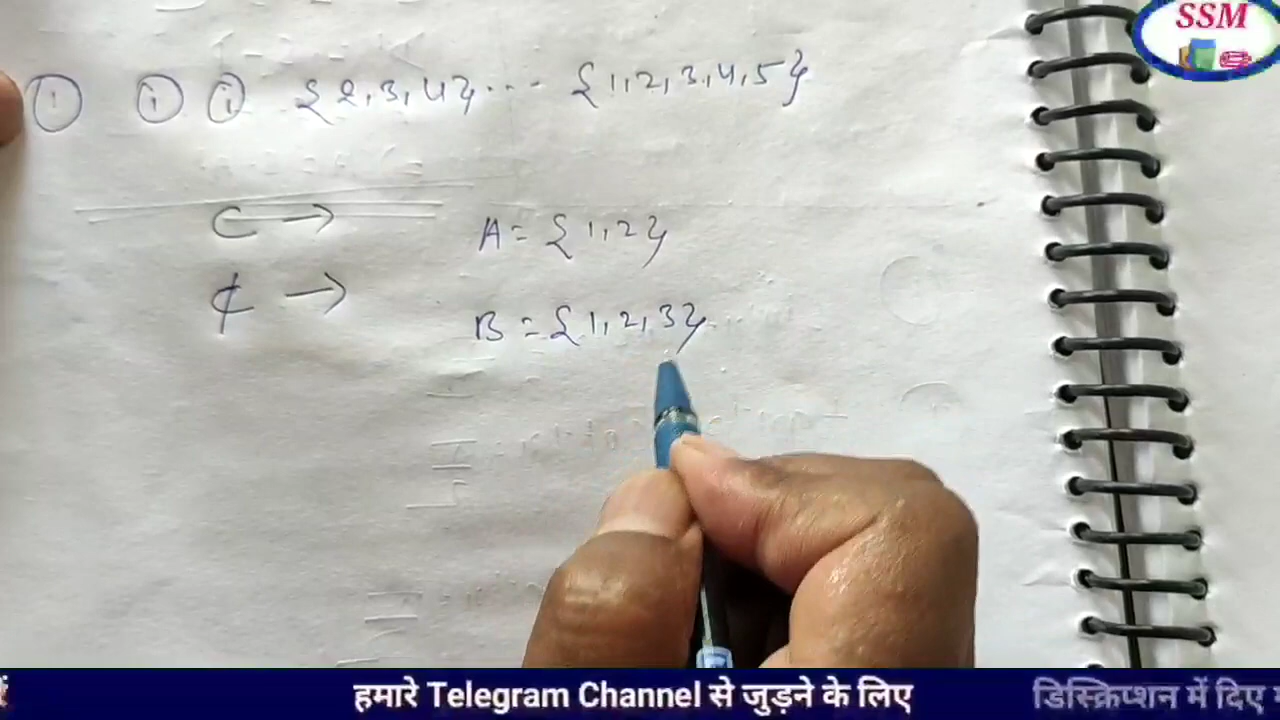 SSM
① ① ⓘ {2,3,4} ... {1,2,3,4,5}
⊂ → A = {1,2}
⊄ → B = {1,2,3}
हमारे Telegram Channel से जुड़ने के लिए डिस्क्रिप्शन में दिए